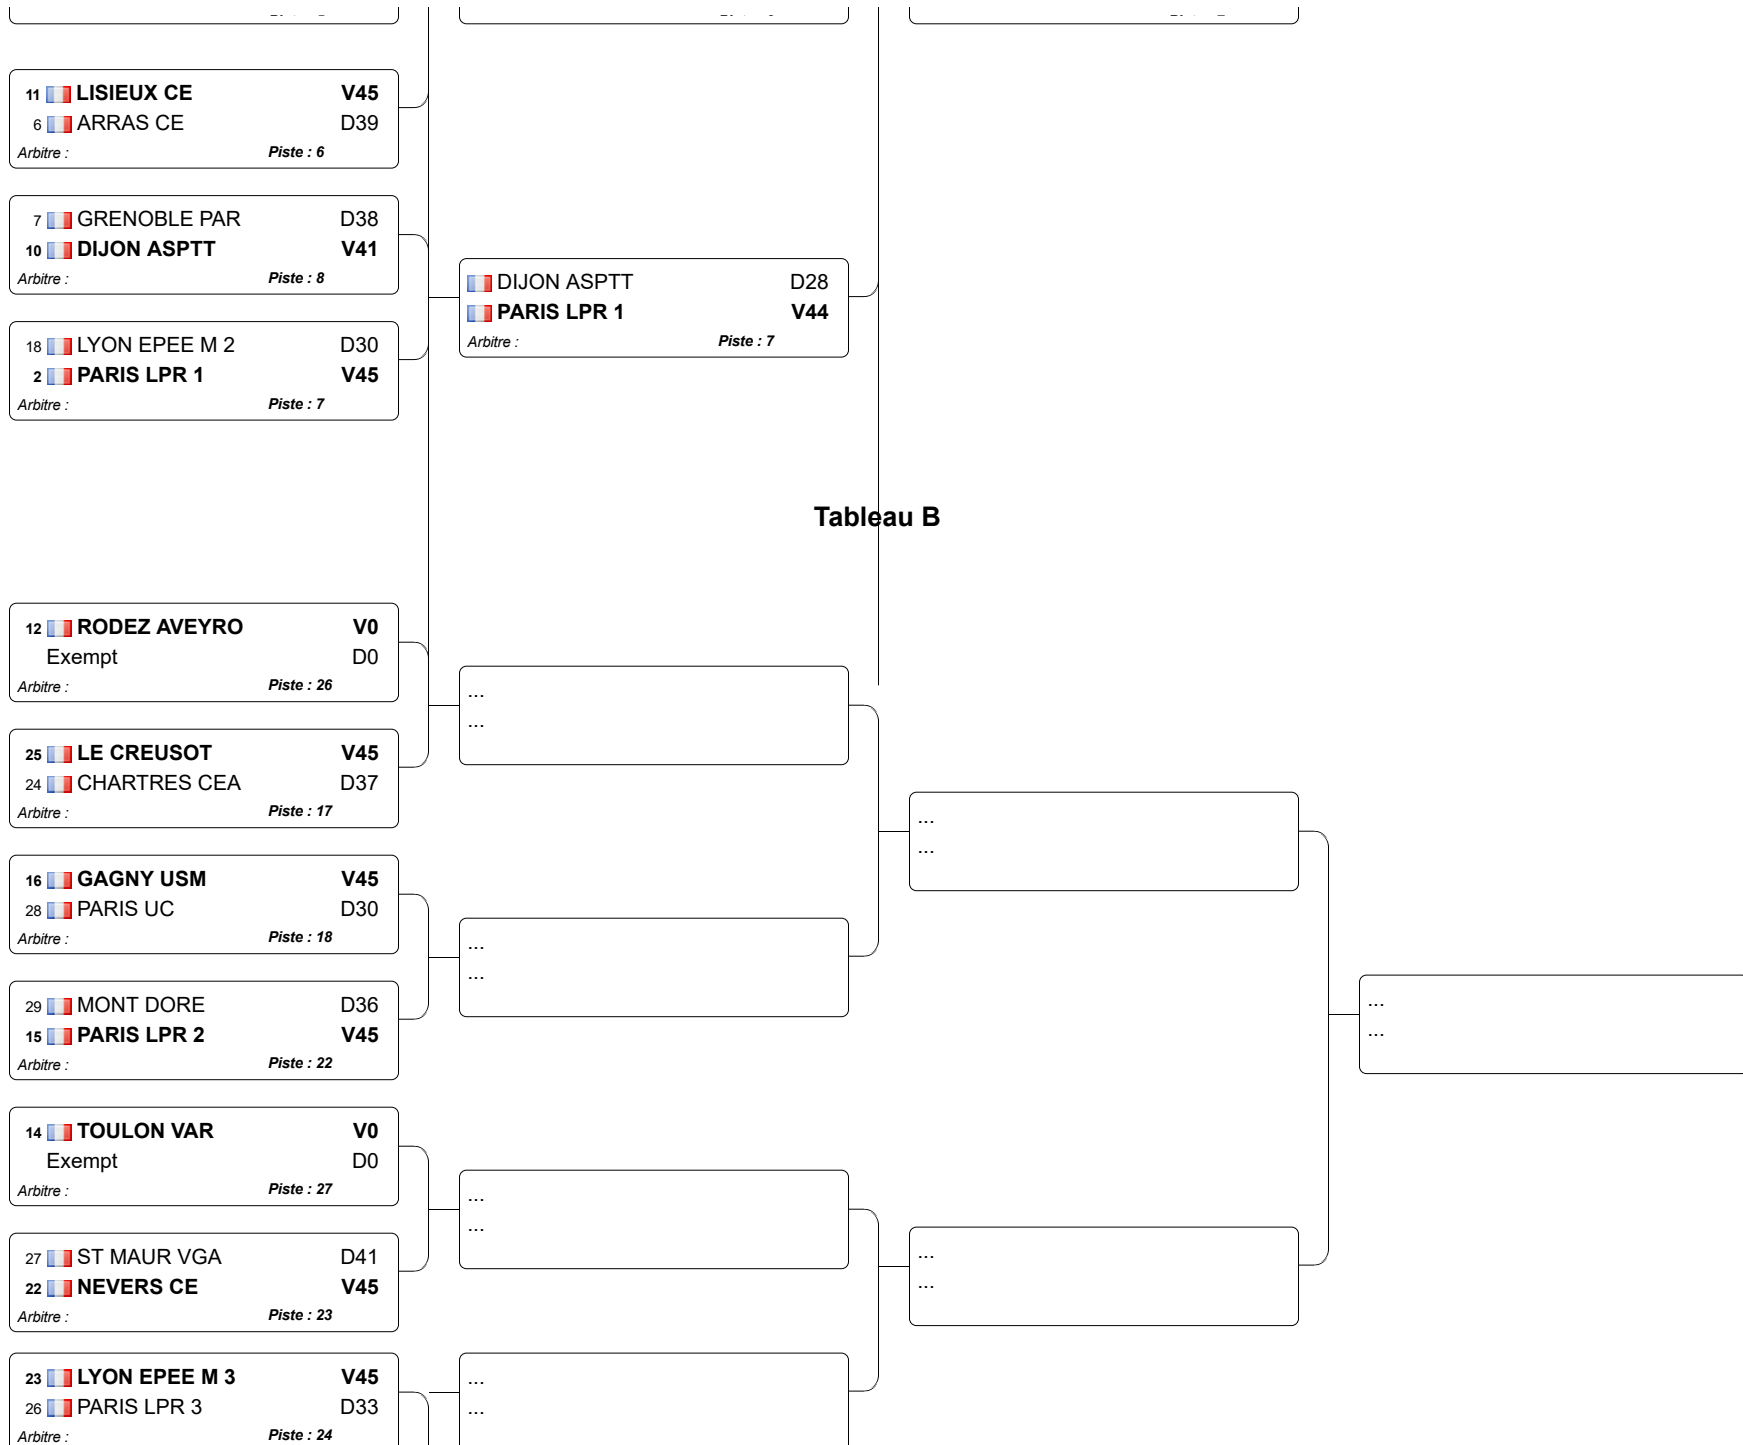 11 LISIEUX CE V45
6 ARRAS CE D39
Arbitre : Piste : 6
7 GRENOBLE PAR D38
10 DIJON ASPTT V41
Arbitre : Piste : 8
DIJON ASPTT D28
PARIS LPR 1 V44
Arbitre : Piste : 7
18 LYON EPEE M 2 D30
2 PARIS LPR 1 V45
Arbitre : Piste : 7
Tableau B
12 RODEZ AVEYRO V0
Exempt D0
Arbitre : Piste : 26
...
...
25 LE CREUSOT V45
24 CHARTRES CEA D37
Arbitre : Piste : 17
...
...
16 GAGNY USM V45
28 PARIS UC D30
Arbitre : Piste : 18
...
...
29 MONT DORE D36
15 PARIS LPR 2 V45
Arbitre : Piste : 22
...
...
14 TOULON VAR V0
Exempt D0
Arbitre : Piste : 27
...
...
27 ST MAUR VGA D41
22 NEVERS CE V45
Arbitre : Piste : 23
...
...
23 LYON EPEE M 3 V45
26 PARIS LPR 3 D33
Arbitre : Piste : 24
...
...